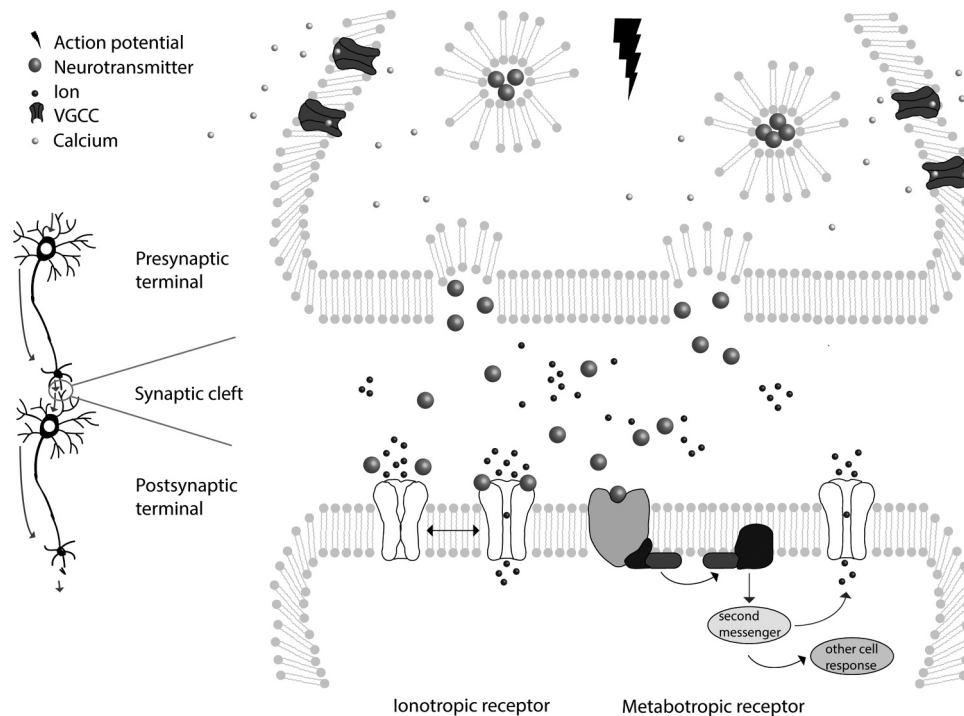 Action potential
Neurotransmitter
Ion
VGCC
Calcium
Presynaptic
terminal
Synaptic cleft
Postsynaptic
terminal
second
messenger
other cell
response
Ionotropic receptor
Metabotropic receptor